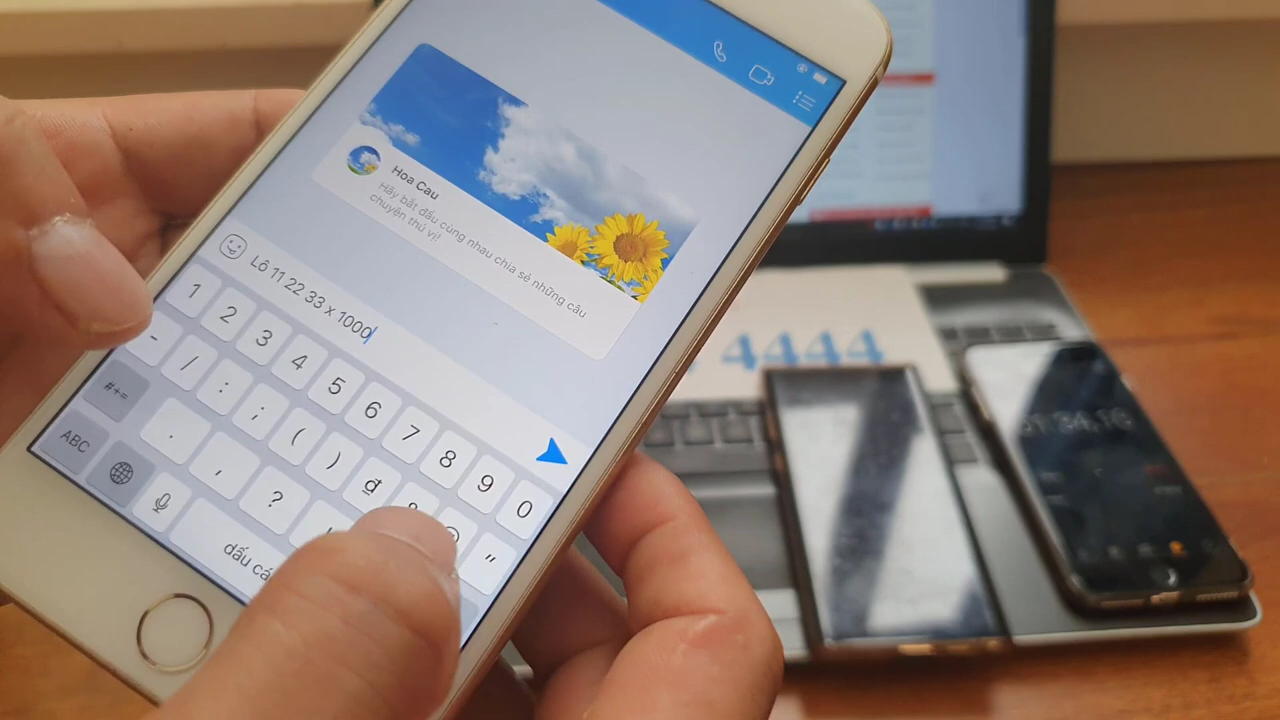 Hoa Cau
Hãy bắt đầu cùng nhau chia sẻ những câu
chuyện thú vị!
Lô 11 22 33 x 1000
1 2 3 4 5 6 7 8 9 0
- / : ; ( ) đ & @ "
#+= . , ? !
ABC dấu cá
4444